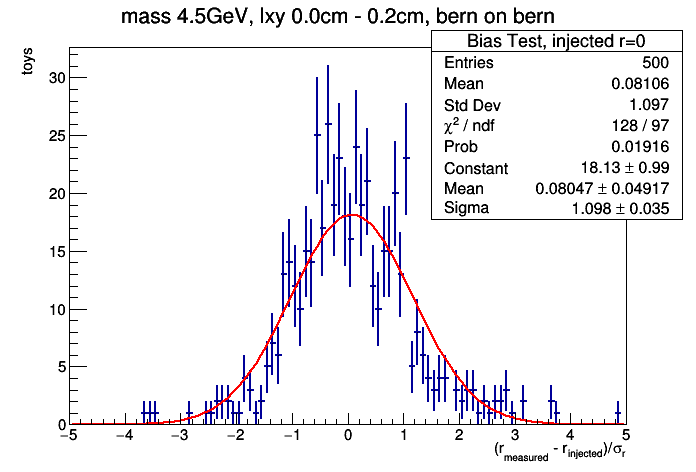 mass 4.5GeV, lxy 0.0cm - 0.2cm, bern on bern
Bias Test, injected r=0
Entries 500
Mean 0.08106
Std Dev 1.097
χ² / ndf 128 / 97
Prob 0.01916
Constant 18.13 ± 0.99
Mean 0.08047 ± 0.04917
Sigma 1.098 ± 0.035
toys
30
25
20
15
10
5
0
−5 −4 −3 −2 −1 0 1 2 3 4 5
(r_measured - r_injected)/σ_r